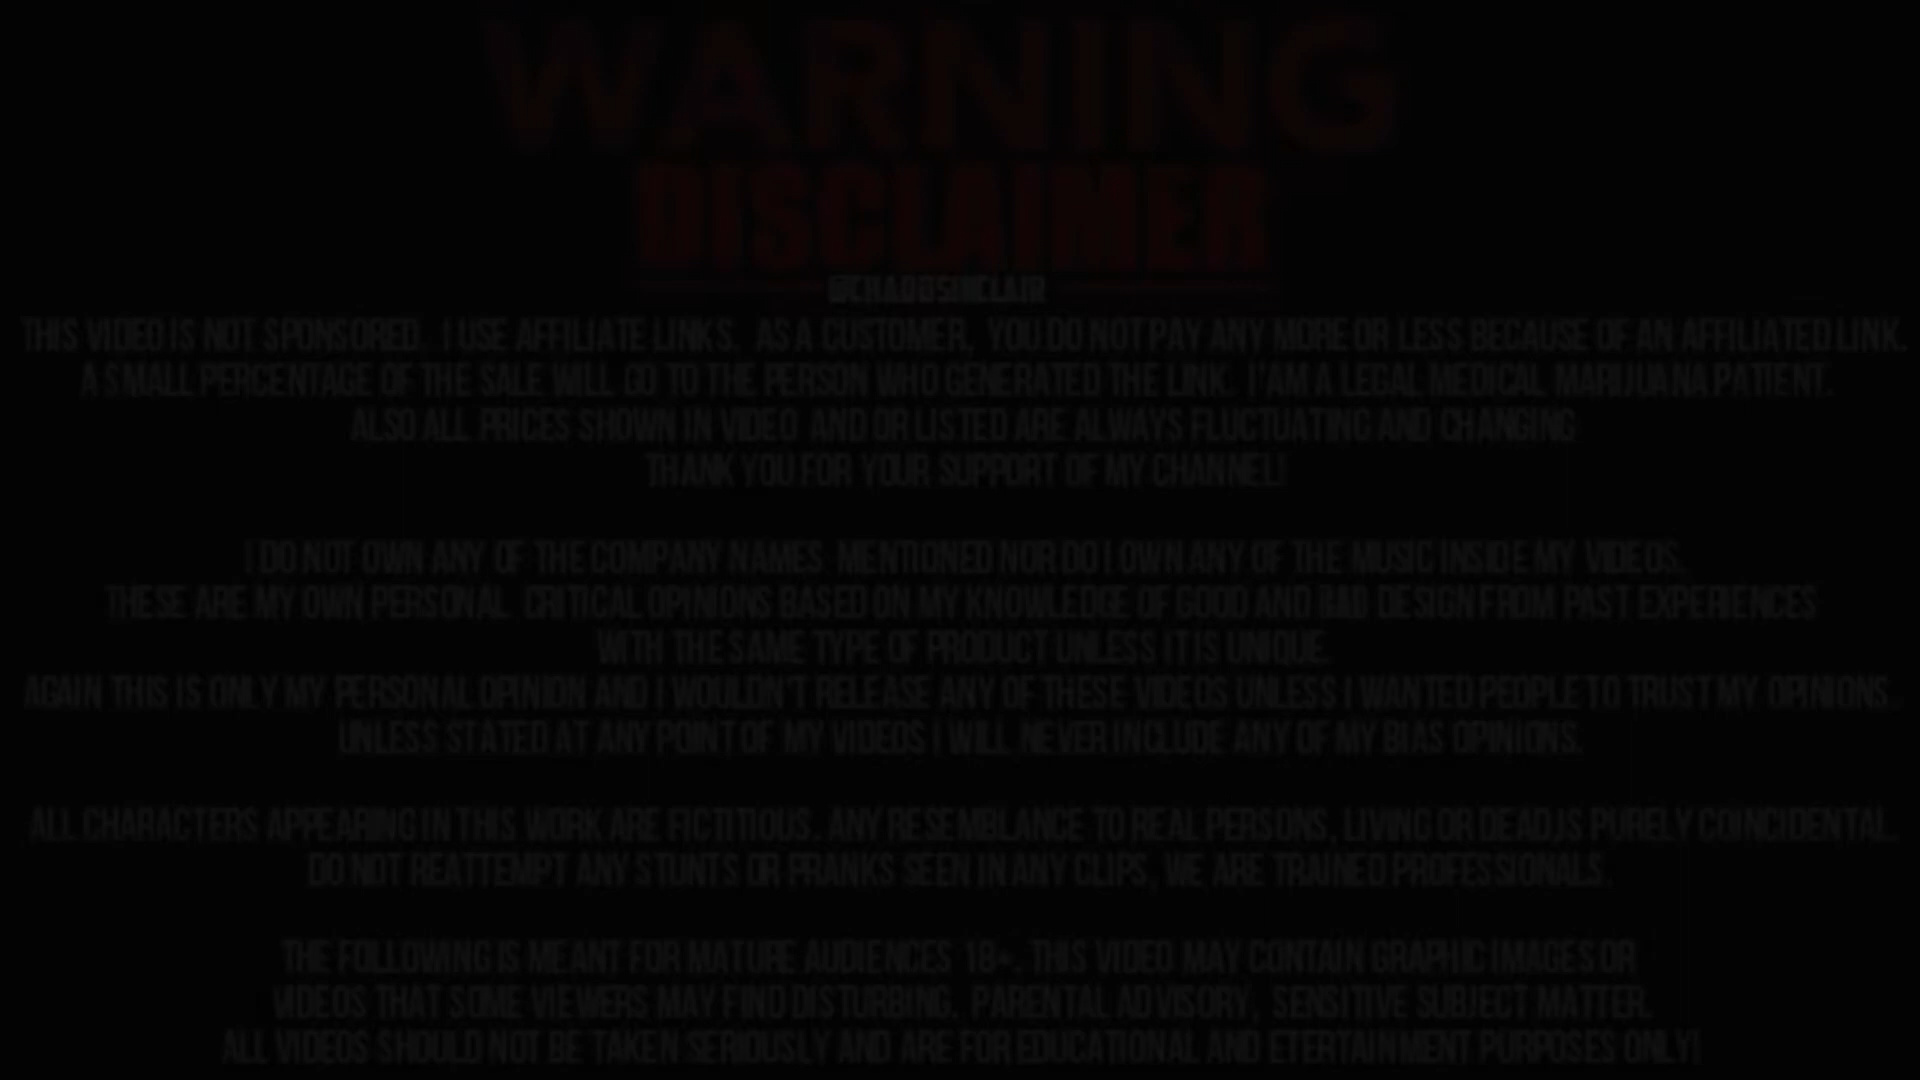 WARNING
DISCLAIMER
@CHAOSSINCLAIR
THIS VIDEO IS NOT SPONSORED. I USE AFFILIATE LINKS. AS A CUSTOMER, YOU DO NOT PAY ANY MORE OR LESS BECAUSE OF AN AFFILIATED LINK.
A SMALL PERCENTAGE OF THE SALE WILL GO TO THE PERSON WHO GENERATED THE LINK. I'AM A LEGAL MEDICAL MARIJUANA PATIENT.
ALSO ALL PRICES SHOWN IN VIDEO AND OR LISTED ARE ALWAYS FLUCTUATING AND CHANGING
THANK YOU FOR YOUR SUPPORT OF MY CHANNEL!
I DO NOT OWN ANY OF THE COMPANY NAMES MENTIONED NOR DO I OWN ANY OF THE MUSIC INSIDE MY VIDEOS.
THESE ARE MY OWN PERSONAL CRITICAL OPINIONS BASED ON MY KNOWLEDGE OF GOOD AND BAD DESIGN FROM PAST EXPERIENCES
WITH THE SAME TYPE OF PRODUCT UNLESS IT IS UNIQUE.
AGAIN THIS IS ONLY MY PERSONAL OPINION AND I WOULDN'T RELEASE ANY OF THESE VIDEOS UNLESS I WANTED PEOPLE TO TRUST MY OPINIONS.
UNLESS STATED AT ANY POINT OF MY VIDEOS I WILL NEVER INCLUDE ANY OF MY BIAS OPINIONS.
ALL CHARACTERS APPEARING IN THIS WORK ARE FICTITIOUS. ANY RESEMBLANCE TO REAL PERSONS, LIVING OR DEAD,IS PURELY COINCIDENTAL.
DO NOT REATTEMPT ANY STUNTS OR PRANKS SEEN IN ANY CLIPS, WE ARE TRAINED PROFESSIONALS.
THE FOLLOWING IS MEANT FOR MATURE AUDIENCES 18+. THIS VIDEO MAY CONTAIN GRAPHIC IMAGES OR
VIDEOS THAT SOME VIEWERS MAY FIND DISTURBING. PARENTAL ADVISORY, SENSITIVE SUBJECT MATTER.
ALL VIDEOS SHOULD NOT BE TAKEN SERIOUSLY AND ARE FOR EDUCATIONAL AND ETERTAINMENT PURPOSES ONLY!